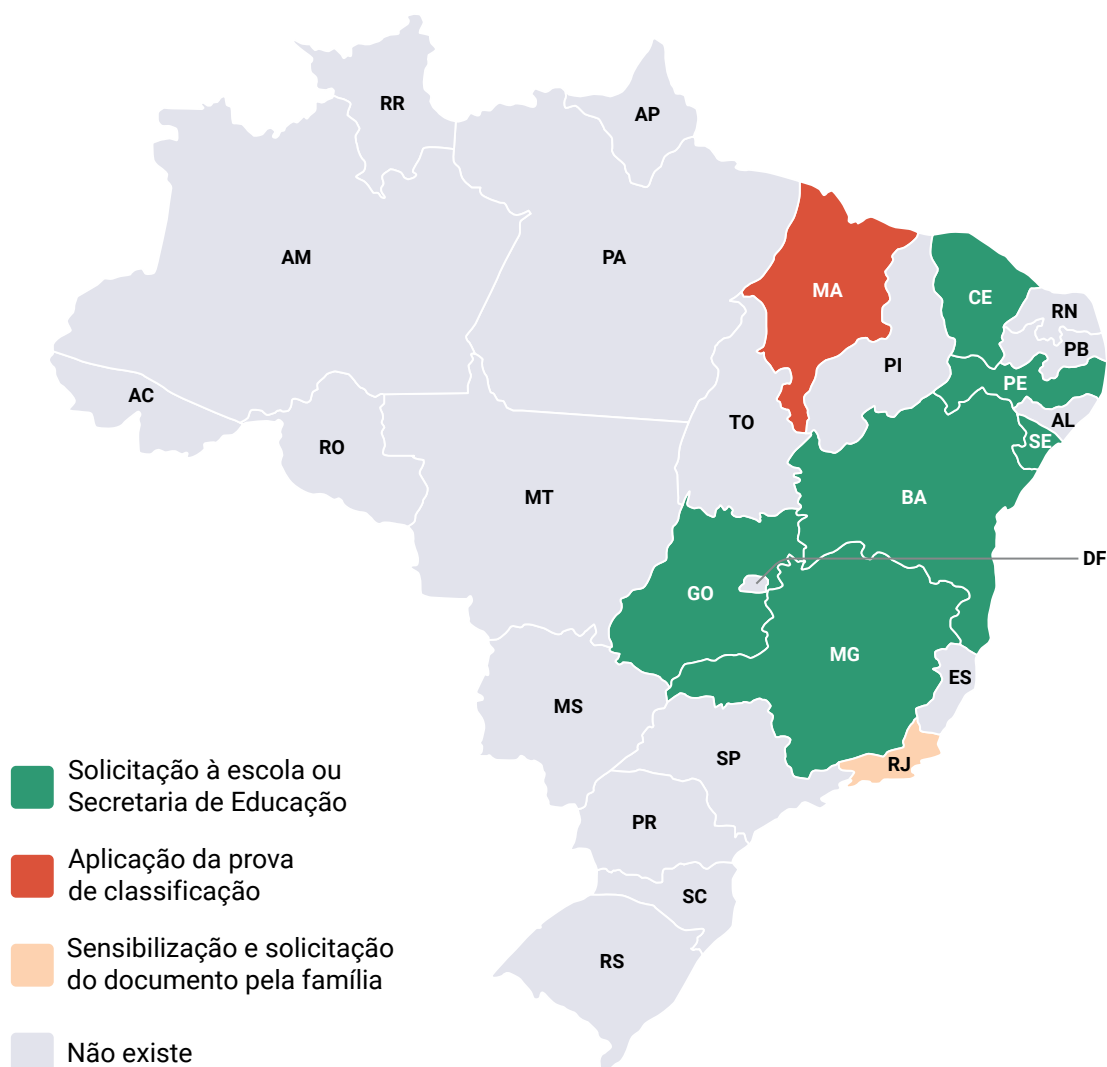 RR
AP
AM
PA
MA
CE
RN
PB
PI
PE
AC
TO
AL
RO
SE
MT
BA
DF
GO
MG
ES
MS
SP
RJ
PR
SC
RS
Solicitação à escola ou
Secretaria de Educação
Aplicação da prova
de classificação
Sensibilização e solicitação
do documento pela família
Não existe